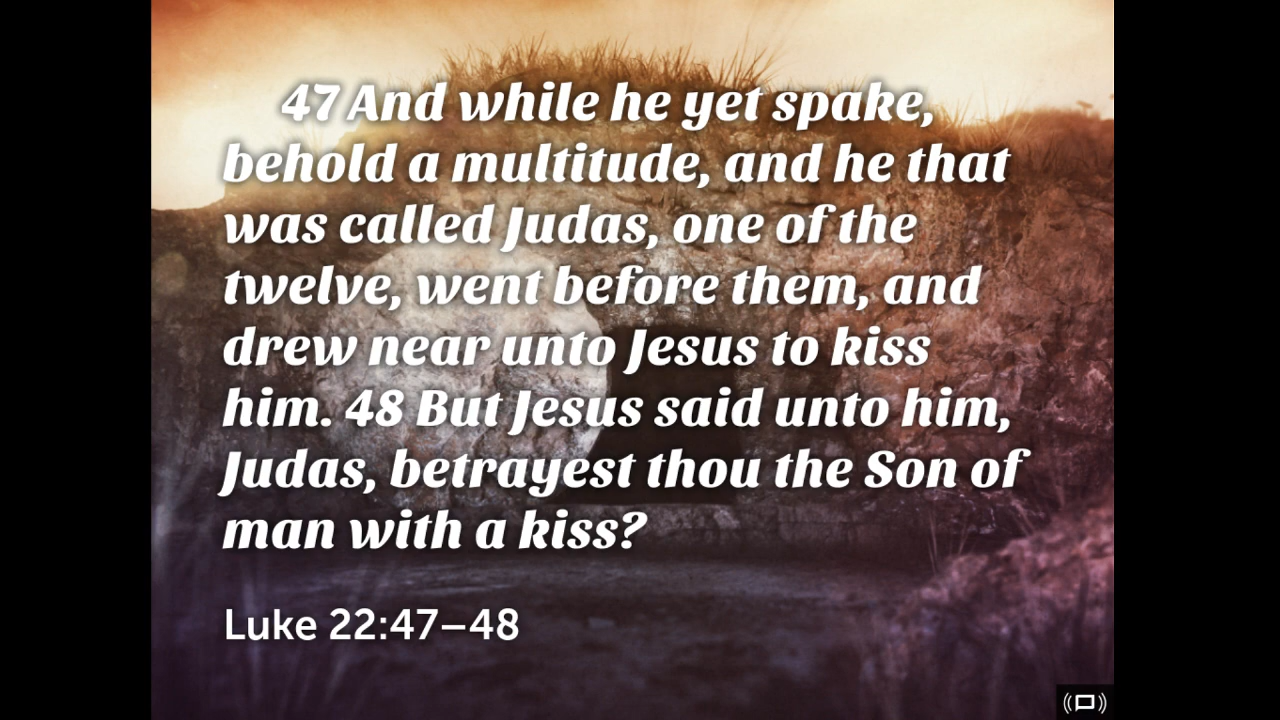 47 And while he yet spake,
behold a multitude, and he that
was called Judas, one of the
twelve, went before them, and
drew near unto Jesus to kiss
him. 48 But Jesus said unto him,
Judas, betrayest thou the Son of
man with a kiss?
Luke 22:47–48